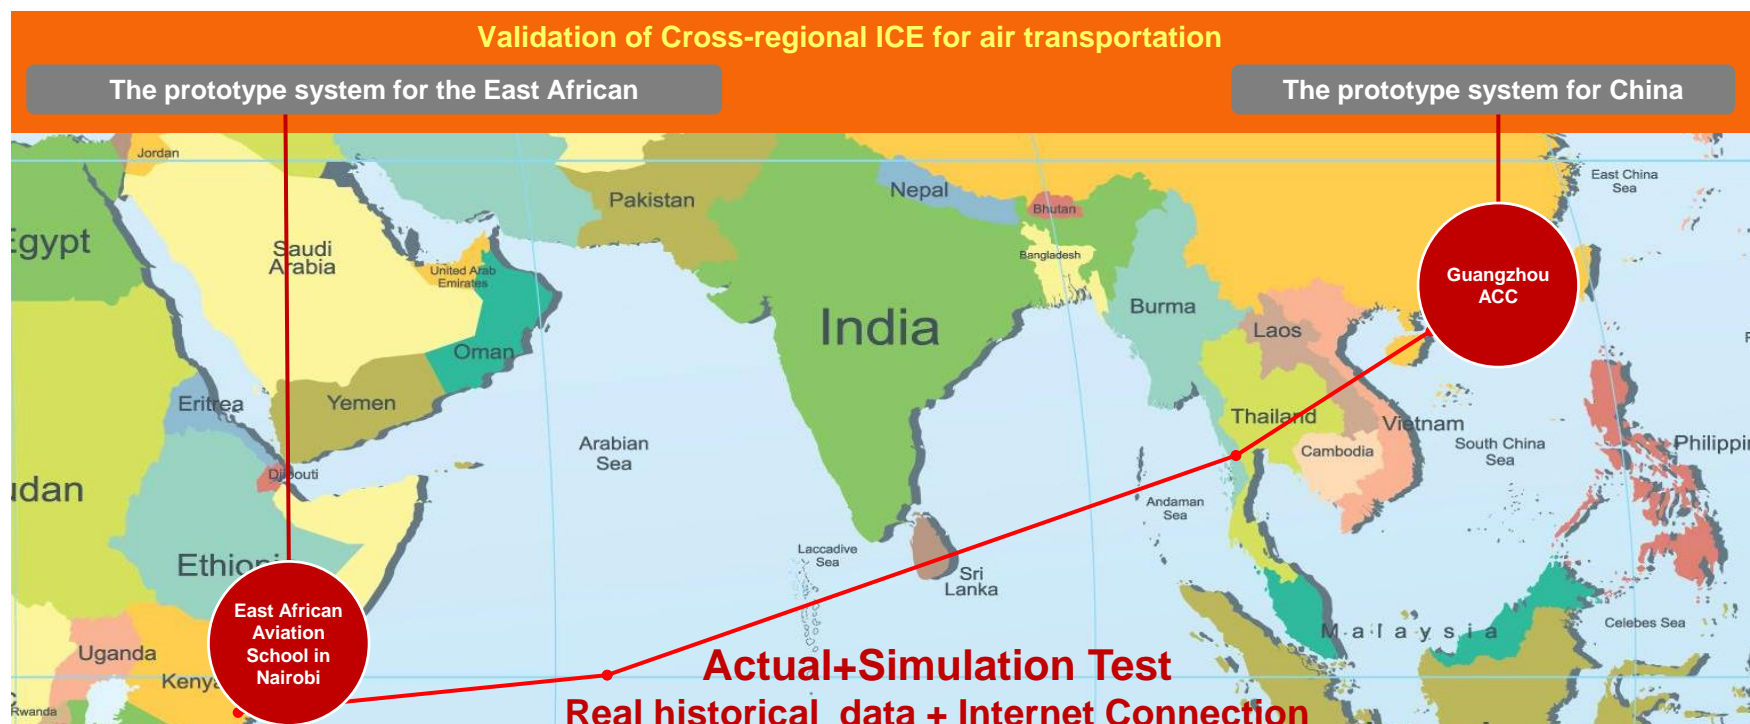 Validation of Cross-regional ICE for air transportation
The prototype system for the East African
The prototype system for China
Jordan
East China
Sea
Pakistan
Nepal
Bhutan
Egypt
Saudi
Arabia
United Arab
Emirates
Bangladesh
Guangzhou
ACC
Burma
India
Laos
Oman
Eritrea
Yemen
Thailand
Vietnam
Arabian
Sea
Cambodia
South China
Sea
Philippin
Djibouti
udan
Andaman
Sea
Laccadive
Sea
Ethiopi
Sri
Lanka
East African
Aviation
School in
Nairobi
Malaysia
Celebes Sea
Uganda
Kenya
Rwanda
Actual+Simulation Test
Real historical data + Internet Connection